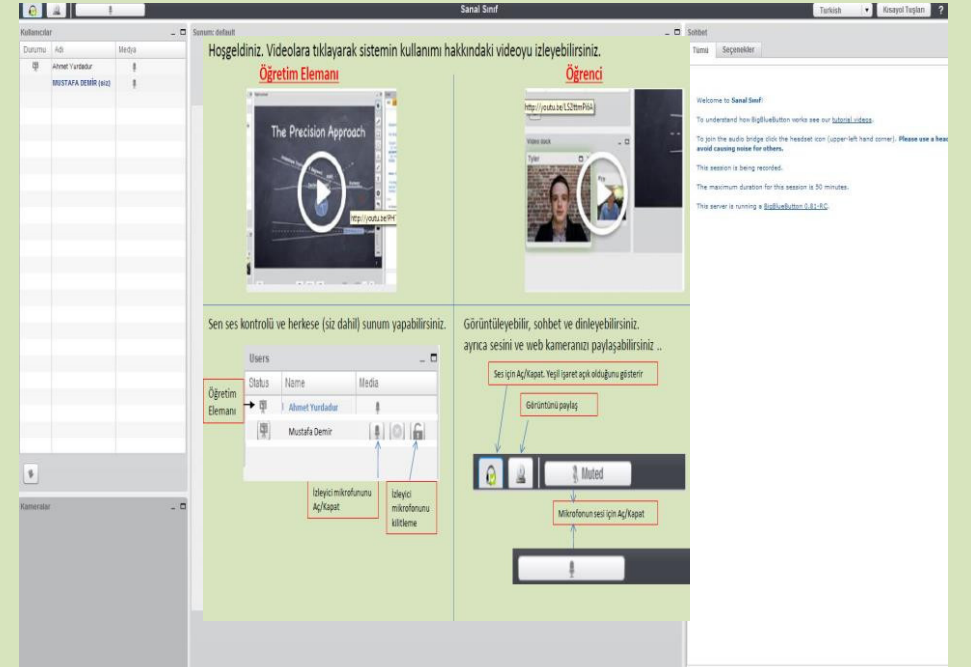 Sanal Sınıf
Turkish
Kısayol Tuşları
?
Kullanıcılar
Durumu Adı Medya
Ahmet Yurdadur
MUSTAFA DEMİR (siz)
Kameralar
Sunum: default
Hoşgeldiniz. Videolara tıklayarak sistemin kullanımı hakkındaki videoyu izleyebilirsiniz.
Öğretim Elemanı
The Precision Approach
Öğrenci
http://youtu.be/LS2ttmPi6A
Video dock
Tyler
Sen ses kontrolü ve herkese (siz dahil) sunum yapabilirsiniz.
Users
Status Name Media
Öğretim
Elemanı
Ahmet Yurdadur
Mustafa Demir
İzleyici mikrofununu
Aç/Kapat
İzleyici
mikrofonunu
kilitleme
Görüntüleyebilir, sohbet ve dinleyebilirsiniz.
ayrıca sesini ve web kameranızı paylaşabilirsiniz ..
Ses için Aç/Kapat. Yeşil işaret açık olduğunu gösterir
Görüntünü paylaş
Muted
Mikrofonun sesi için Aç/Kapat
Sohbet
Tümü Seçenekler
Welcome to Sanal Sınıf!
To understand how BigBlueButton works see our tutorial videos.
To join the audio bridge click the headset icon (upper-left hand corner). Please use a head
avoid causing noise for others.
This session is being recorded.
The maximum duration for this session is 50 minutes.
This server is running a BigBlueButton 0.81-RC.